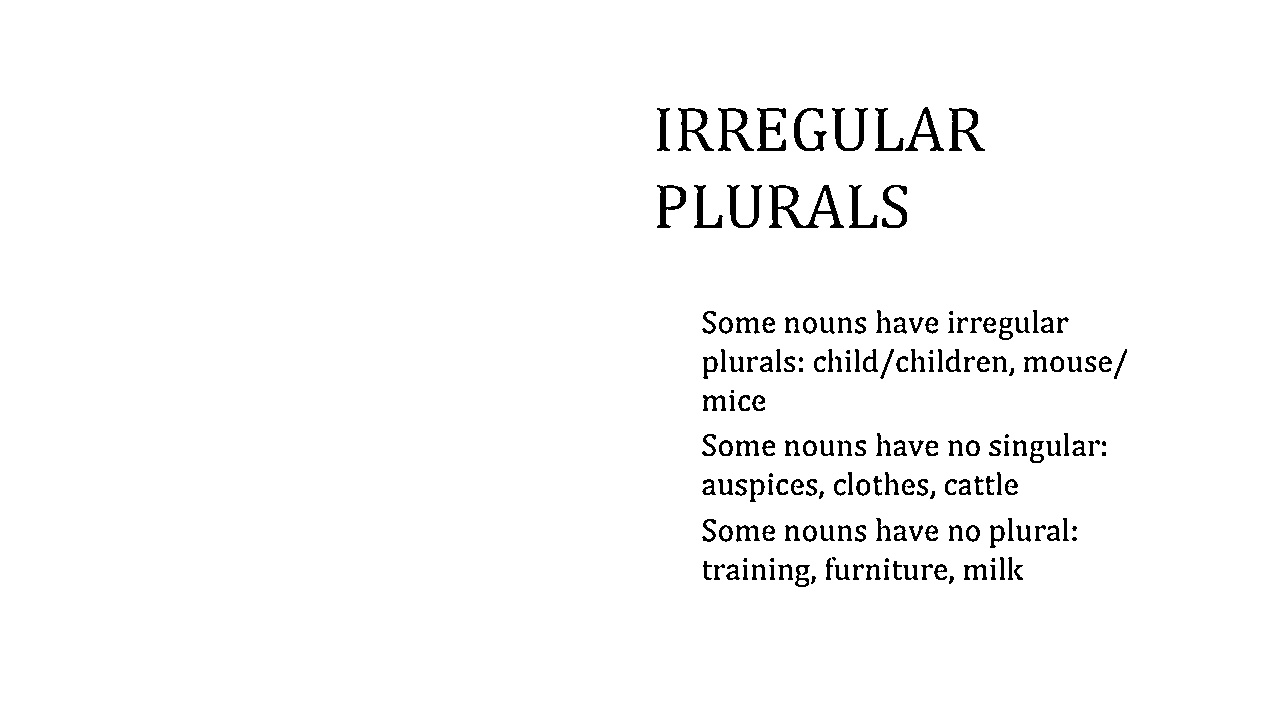 IRREGULAR
PLURALS
Some nouns have irregular
plurals: child/children, mouse/
mice
Some nouns have no singular:
auspices, clothes, cattle
Some nouns have no plural:
training, furniture, milk